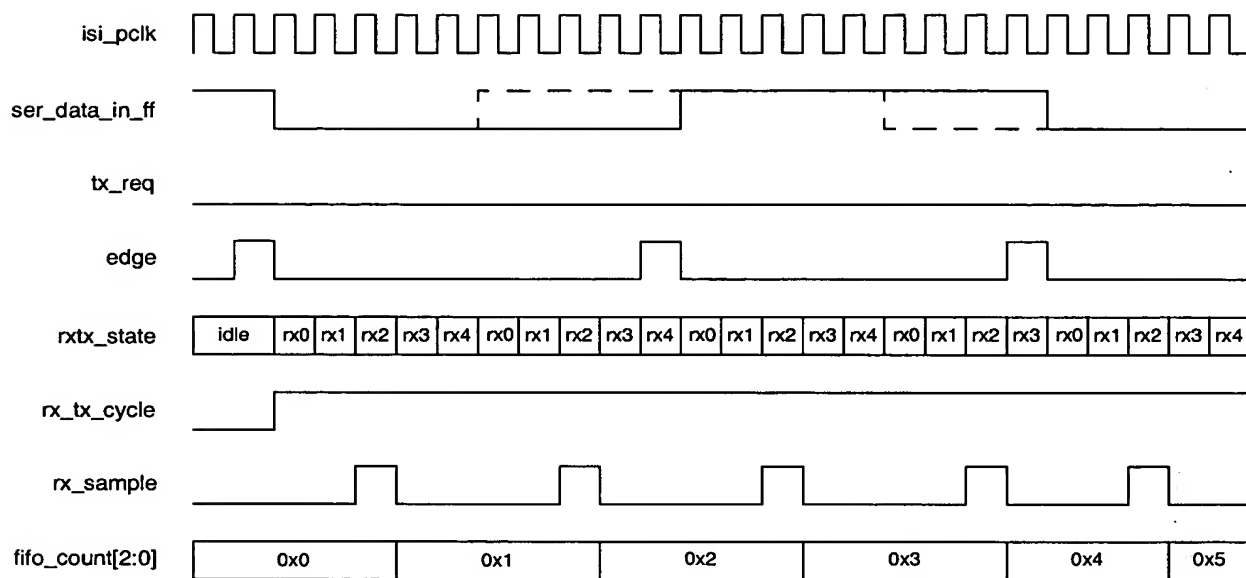 isi_pclk
ser_data_in_ff
tx_req
edge
rxtx_state idle rx0 rx1 rx2 rx3 rx4 rx0 rx1 rx2 rx3 rx4 rx0 rx1 rx2 rx3 rx4 rx0 rx1 rx2 rx3 rx0 rx1 rx2 rx3 rx4
rx_tx_cycle
rx_sample
fifo_count[2:0] 0x0 0x1 0x2 0x3 0x4 0x5